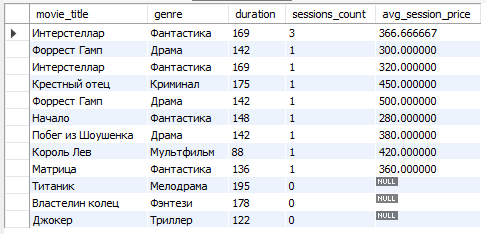 movie_title genre duration sessions_count avg_session_price
Интерстеллар Фантастика 169 3 366.666667
Форрест Гамп Драма 142 1 300.000000
Интерстеллар Фантастика 169 1 320.000000
Крестный отец Криминал 175 1 450.000000
Форрест Гамп Драма 142 1 500.000000
Начало Фантастика 148 1 280.000000
Побег из Шоушенка Драма 142 1 380.000000
Король Лев Мультфильм 88 1 420.000000
Матрица Фантастика 136 1 360.000000
Титаник Мелодрама 195 0 NULL
Властелин колец Фэнтези 178 0 NULL
Джокер Триллер 122 0 NULL